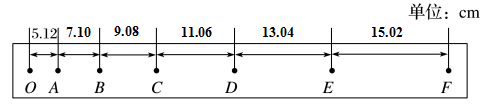 单位：cm
5.12 7.10 9.08 11.06 13.04 15.02
O A B C D E F